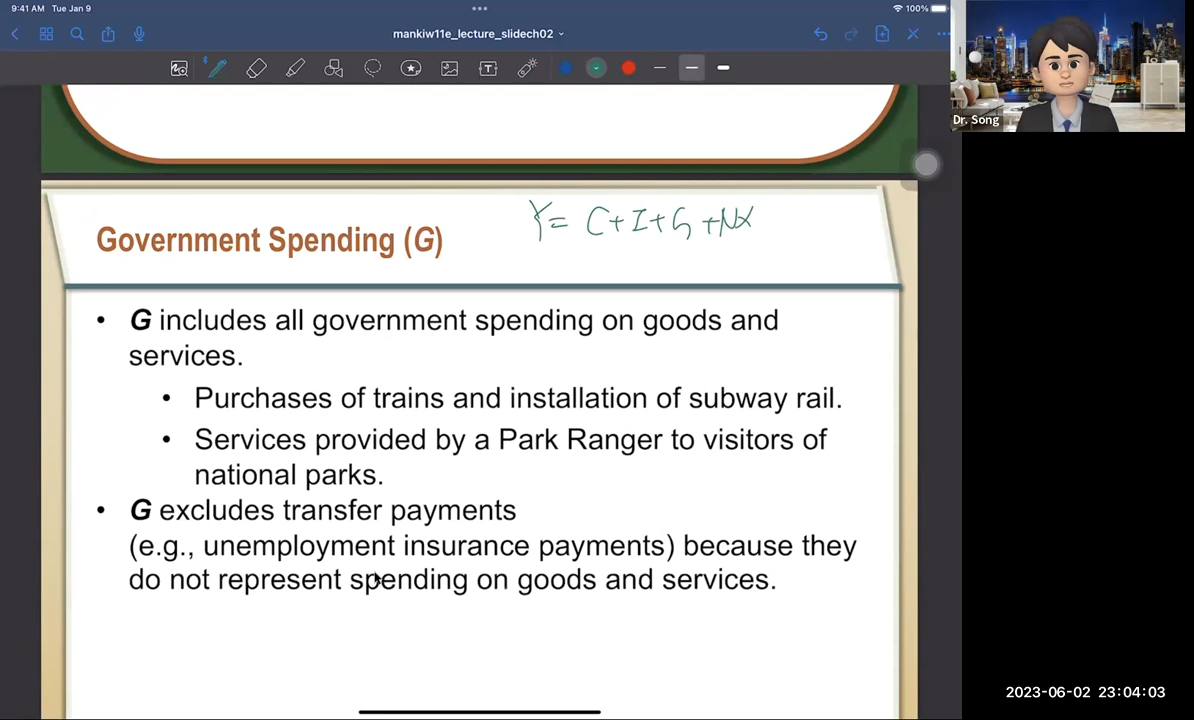 9:41 AM Tue Jan 9
100%
mankiw11e_lecture_slidech02
Dr. Song
Government Spending (G)
Y = C + I + G + NX
• G includes all government spending on goods and
services.
• Purchases of trains and installation of subway rail.
• Services provided by a Park Ranger to visitors of
national parks.
• G excludes transfer payments
(e.g., unemployment insurance payments) because they
do not represent spending on goods and services.
2023-06-02 23:04:03